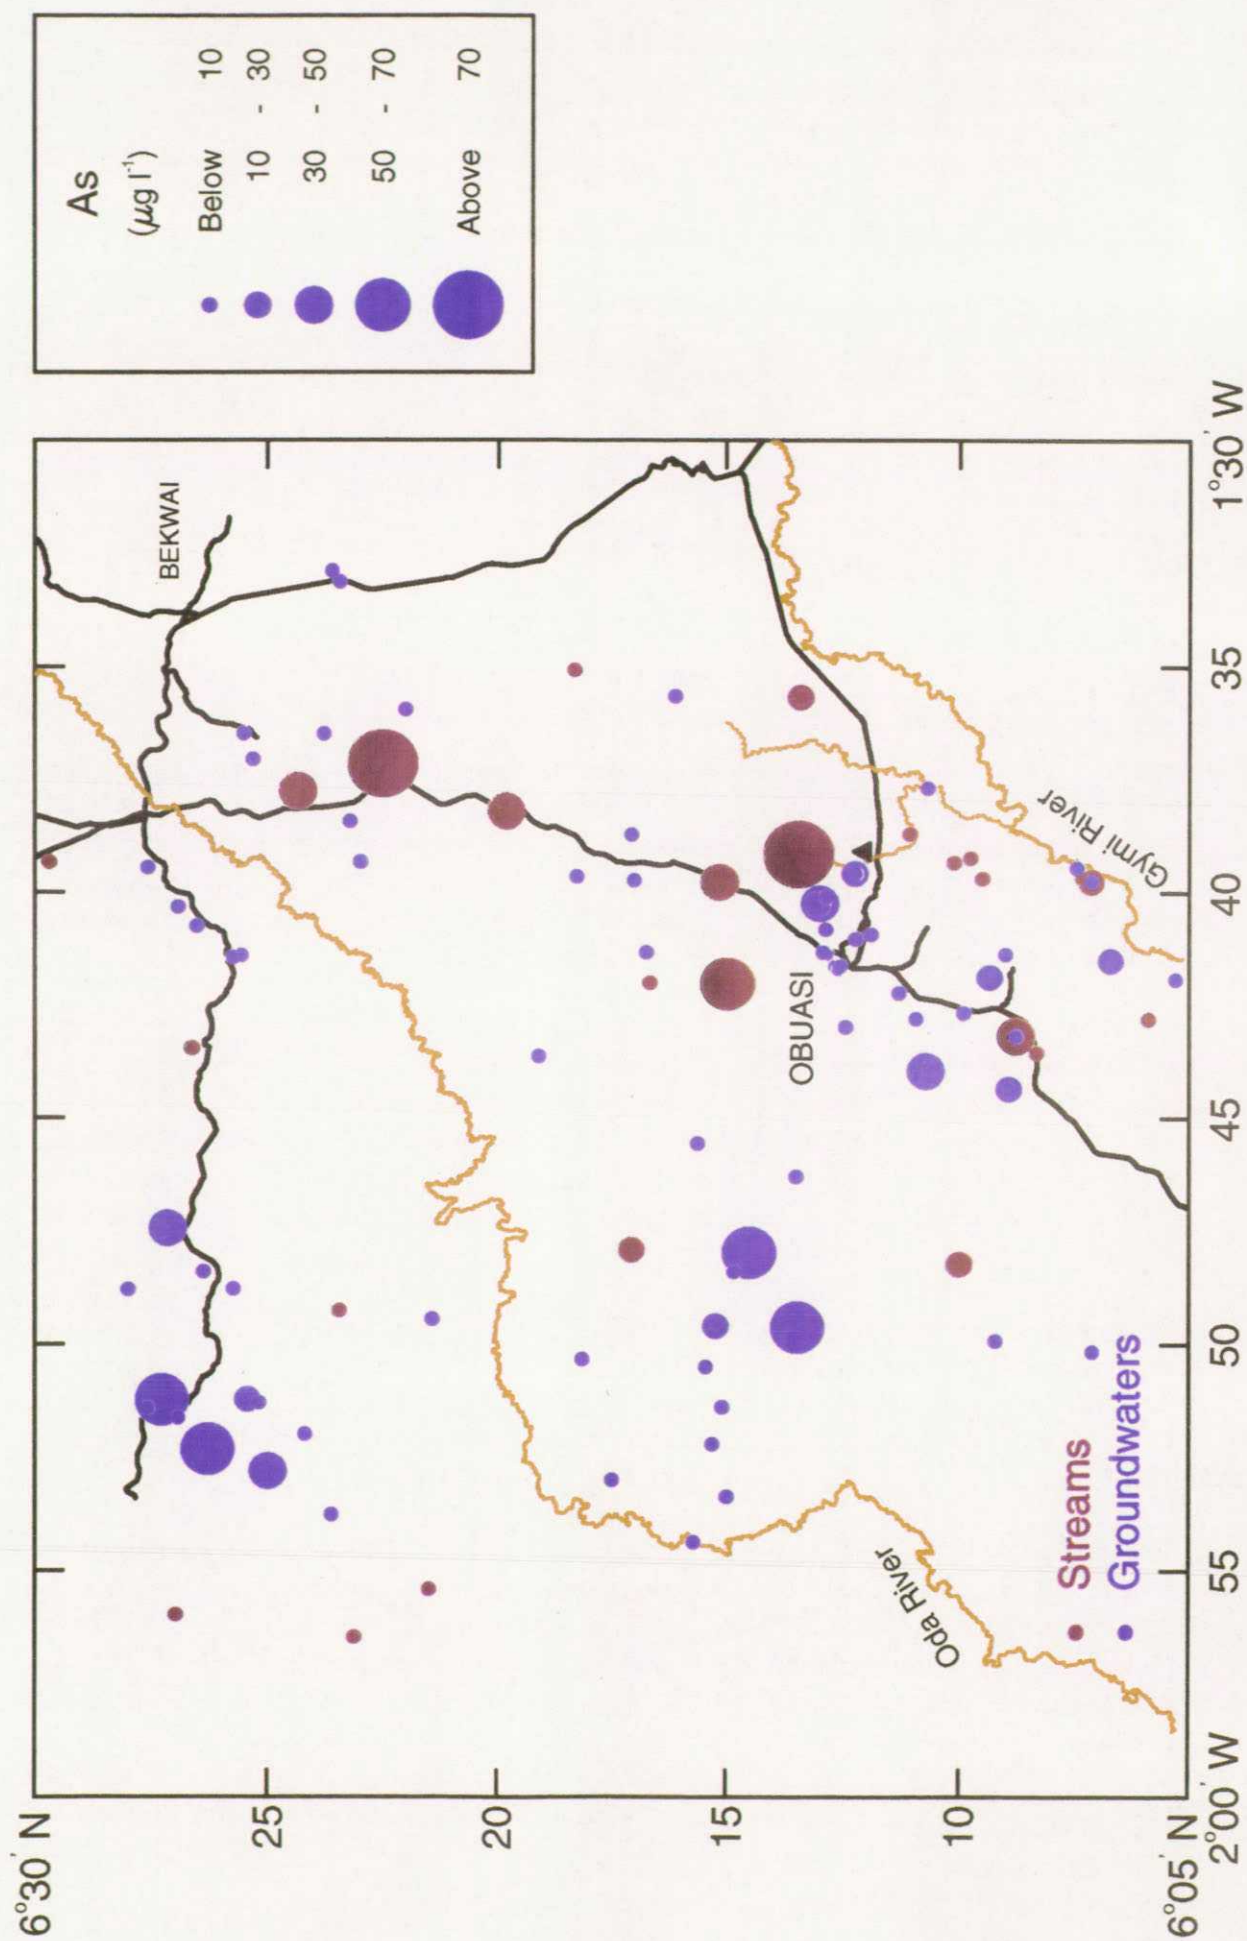 As
(μg l⁻¹)
Below 10
10 - 30
30 - 50
50 - 70
Above 70
BEKWAI
OBUASI
Gymi River
Oda River
Streams
Groundwaters
6°30' N
25
20
15
10
6°05' N
2°00' W
55
50
45
40
35
1°30' W